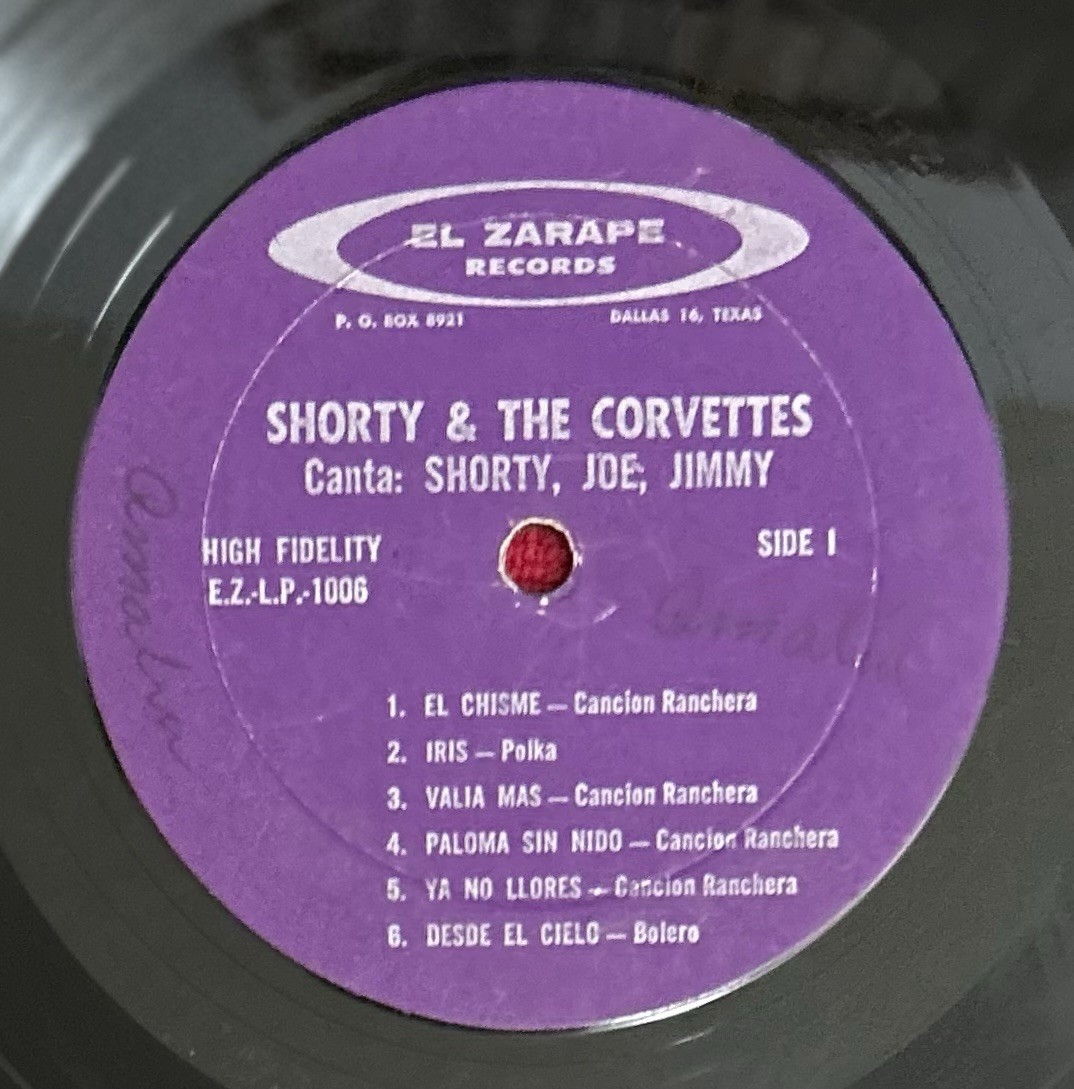 EL ZARAPE
RECORDS
P. O. BOX 8921 DALLAS 16, TEXAS
SHORTY & THE CORVETTES
Canta: SHORTY, JOE, JIMMY
HIGH FIDELITY SIDE 1
E.Z.-L.P.-1006
1. EL CHISME — Cancion Ranchera
2. IRIS — Polka
3. VALIA MAS — Cancion Ranchera
4. PALOMA SIN NIDO — Cancion Ranchera
5. YA NO LLORES — Cancion Ranchera
6. DESDE EL CIELO — Bolero